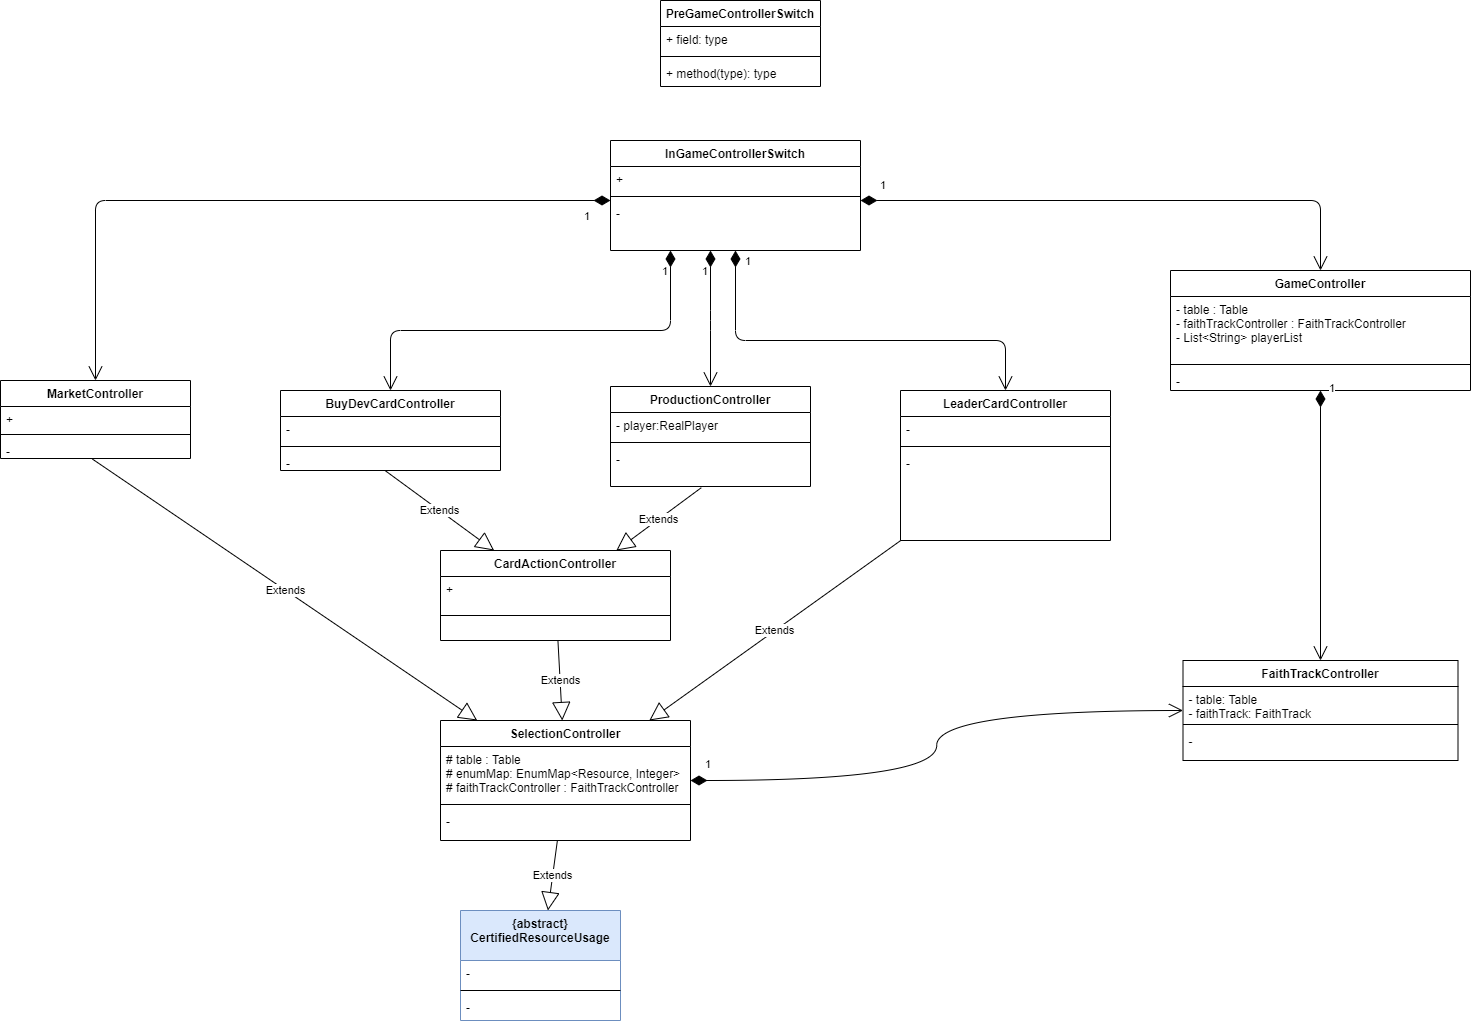 PreGameControllerSwitch
+ field: type
+ method(type): type
InGameControllerSwitch
+
-
1
1
1
1
1
GameController
- table : Table
- faithTrackController : FaithTrackController
- List<String> playerList
-
1
MarketController
+
-
BuyDevCardController
-
-
ProductionController
- player:RealPlayer
-
LeaderCardController
-
-
Extends
Extends
CardActionController
+
Extends
Extends
Extends
FaithTrackController
- table: Table
- faithTrack: FaithTrack
-
SelectionController
# table : Table
# enumMap: EnumMap<Resource, Integer>
# faithTrackController : FaithTrackController
-
1
Extends
{abstract}
CertifiedResourceUsage
-
-